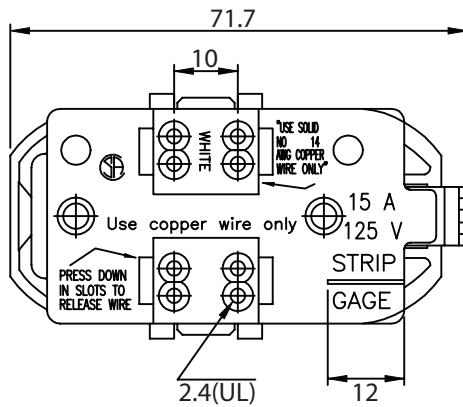 71.7
10
WHITE
"USE SOLID
NO 14
AWG COPPER
WIRE ONLY"
15 A
125 V
Use copper wire only
PRESS DOWN
IN SLOTS TO
RELEASE WIRE
STRIP
GAGE
2.4(UL)
12